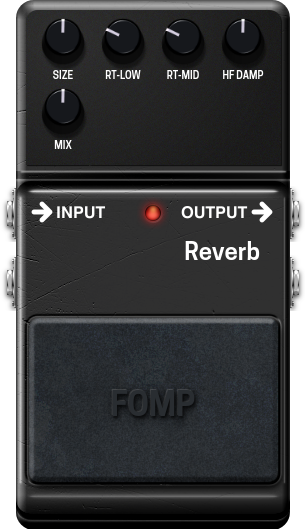 SIZE RT-LOW RT-MID HF DAMP
MIX
INPUT OUTPUT
Reverb
FOMP